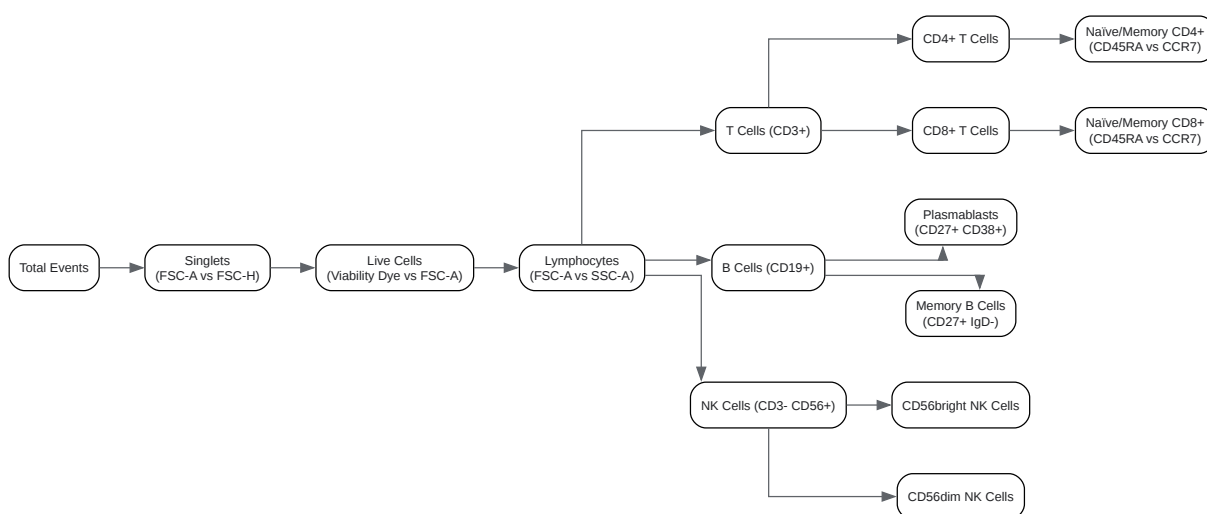 CD4+ T Cells
Naïve/Memory CD4+
(CD45RA vs CCR7)
T Cells (CD3+)
CD8+ T Cells
Naïve/Memory CD8+
(CD45RA vs CCR7)
Plasmablasts
(CD27+ CD38+)
Total Events
Singlets
(FSC-A vs FSC-H)
Live Cells
(Viability Dye vs FSC-A)
Lymphocytes
(FSC-A vs SSC-A)
B Cells (CD19+)
Memory B Cells
(CD27+ IgD-)
NK Cells (CD3- CD56+)
CD56bright NK Cells
CD56dim NK Cells